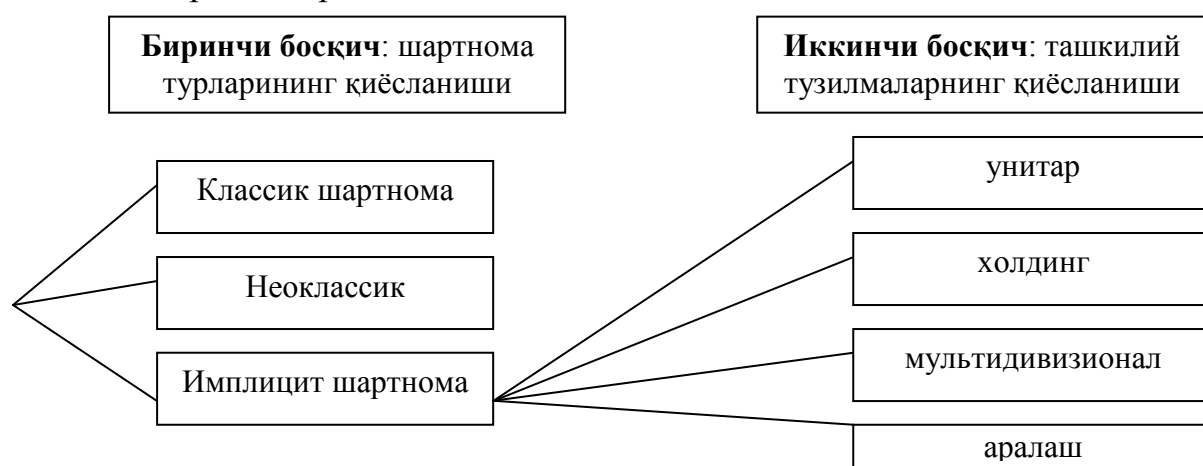 Биринчи босқич: шартнома
турларининг қиёсланиши
Иккинчи босқич: ташкилий
тузилмаларнинг қиёсланиши
Классик шартнома
Неоклассик
Имплицит шартнома
унитар
холдинг
мультидивизионал
аралаш